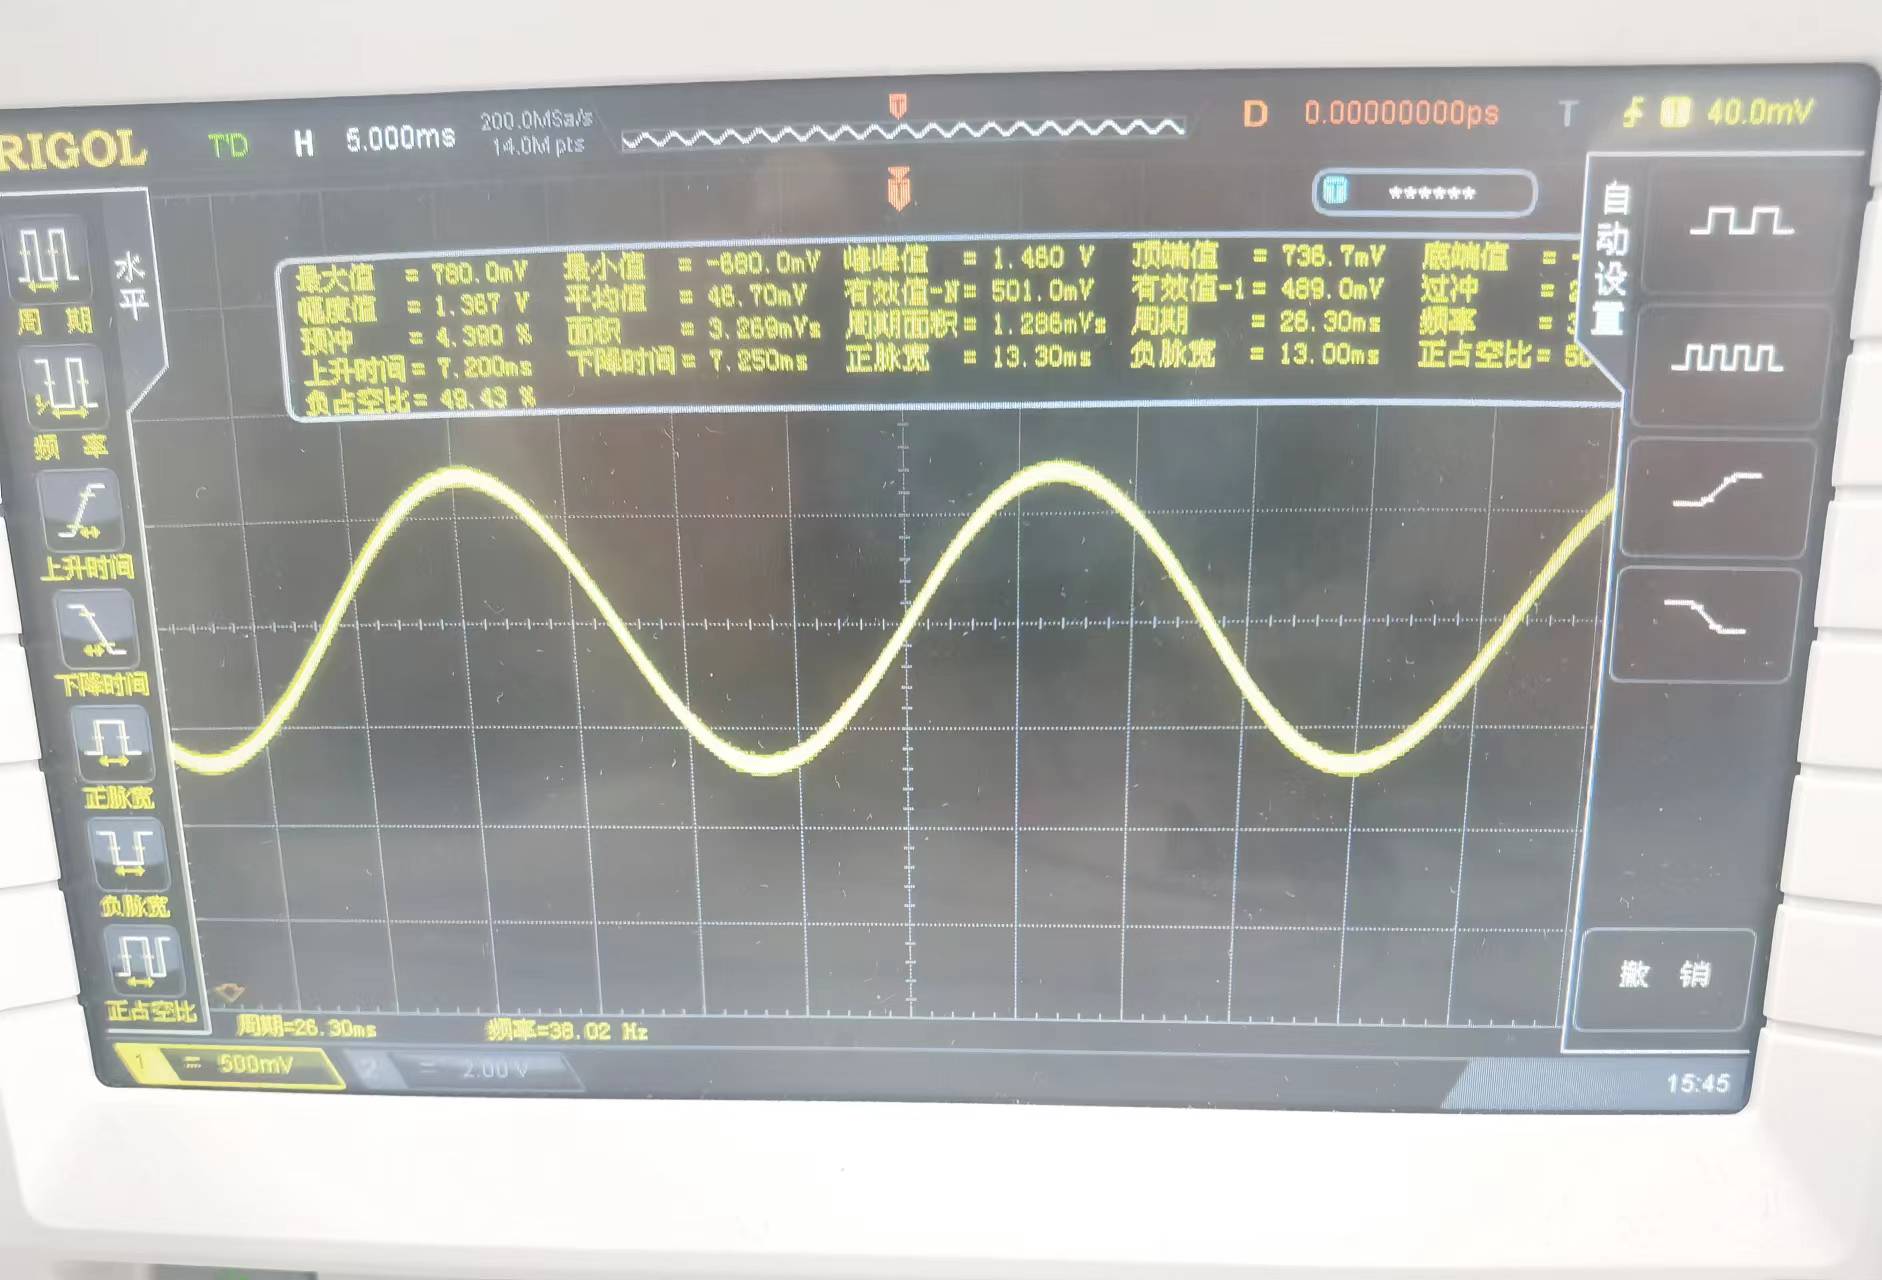 RIGOL T'D H 5.000ms 200.0MSa/s 14.0M pts D 0.00000000ps T 1 40.0mV
T ******
水平
周期
频率
上升时间
下降时间
正脉宽
负脉宽
正占空比
最大值 = 780.0mV 最小值 = -680.0mV 峰峰值 = 1.460 V 顶端值 = 736.7mV 底端值 = -
幅度值 = 1.367 V 平均值 = 46.70mV 有效值-N= 501.0mV 有效值-1= 489.0mV 过冲 =
预冲 = 4.390 % 面积 = 3.269mVs 周期面积= 1.286mVs 周期 = 26.30ms 频率 = 3
上升时间= 7.200ms 下降时间= 7.250ms 正脉宽 = 13.30ms 负脉宽 = 13.00ms 正占空比= 50
负占空比= 49.43 %
自动设置
撤销
周期=26.30ms 频率=38.02 Hz
1 = 500mV 2 = 2.00 V 15:45